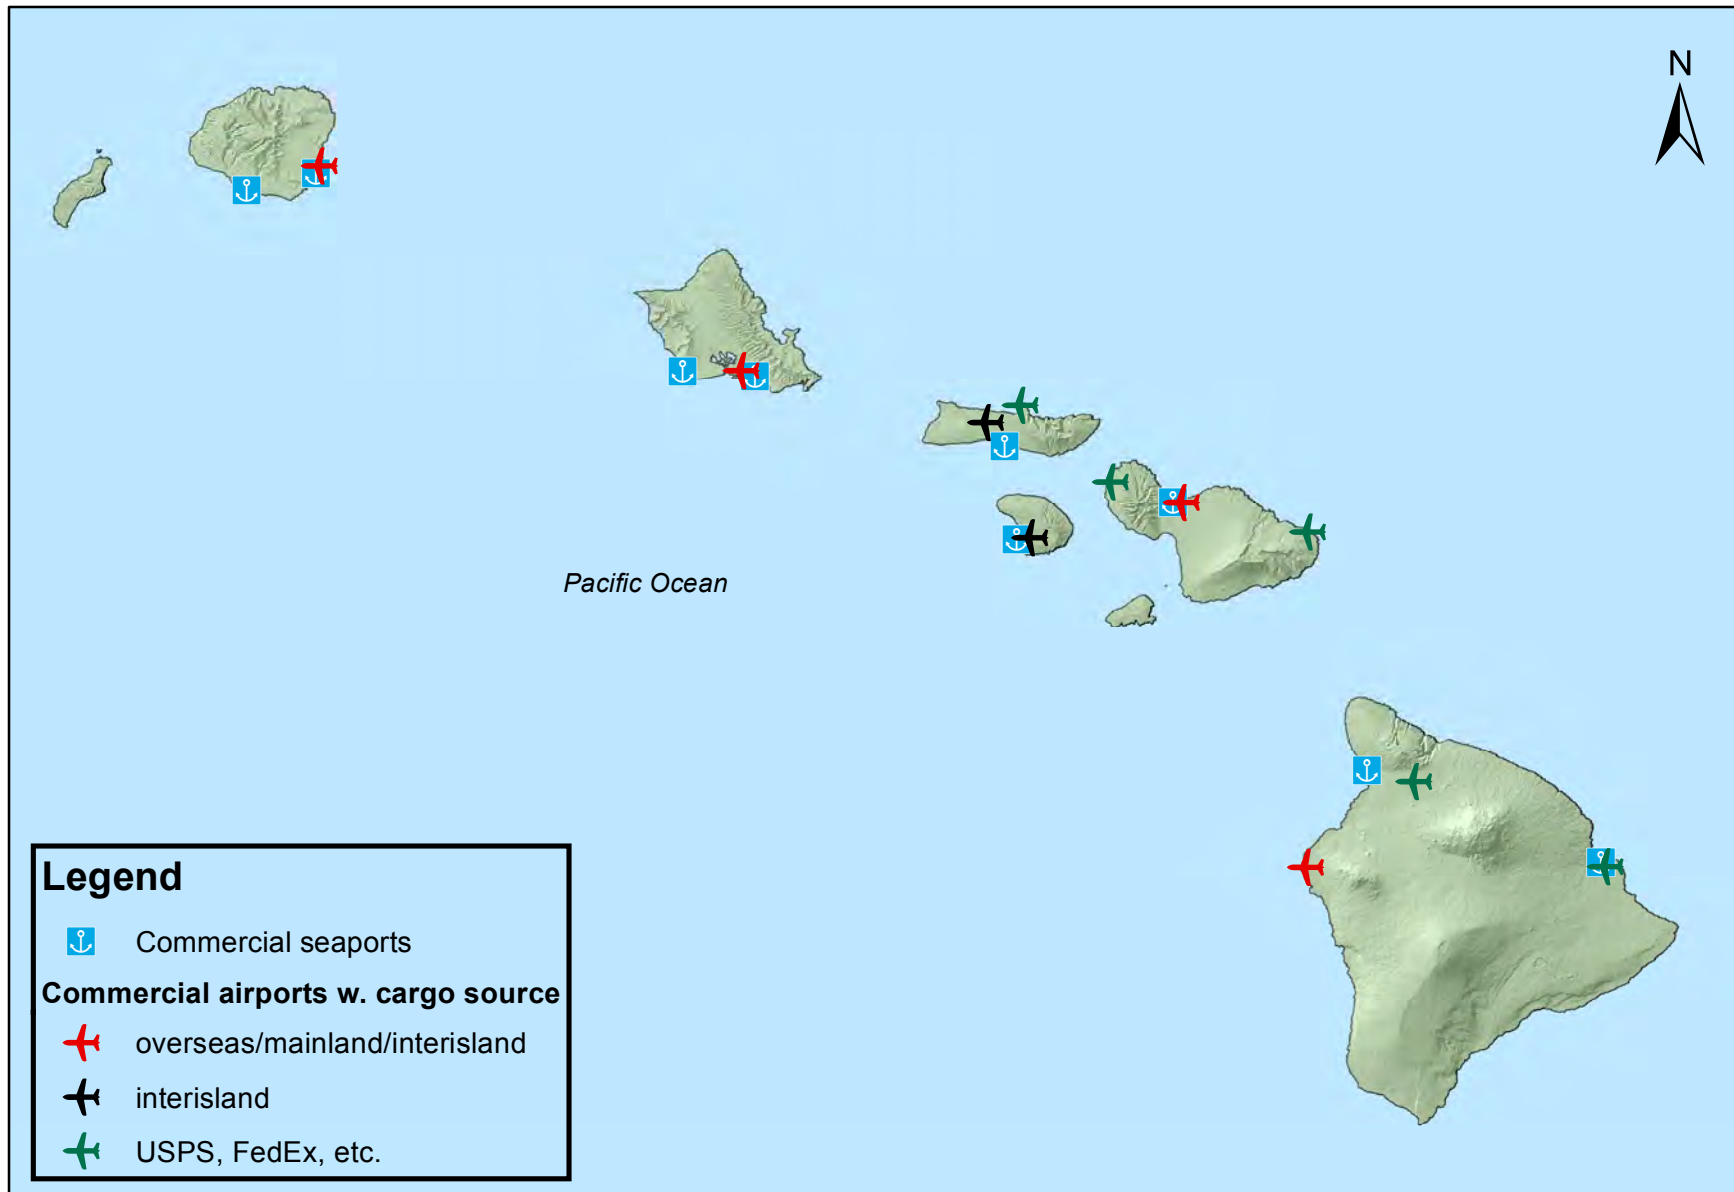 N
Pacific Ocean
Legend
Commercial seaports
Commercial airports w. cargo source
overseas/mainland/interisland
interisland
USPS, FedEx, etc.